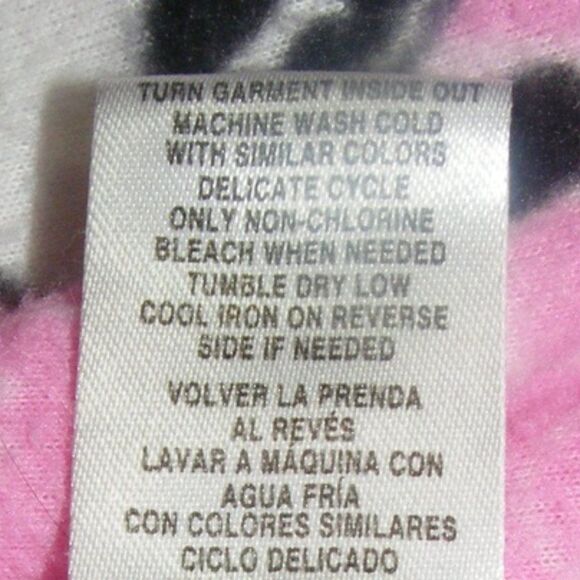 TURN GARMENT INSIDE OUT
MACHINE WASH COLD
WITH SIMILAR COLORS
DELICATE CYCLE
ONLY NON-CHLORINE
BLEACH WHEN NEEDED
TUMBLE DRY LOW
COOL IRON ON REVERSE
SIDE IF NEEDED
VOLVER LA PRENDA
AL REVÉS
LAVAR A MÁQUINA CON
AGUA FRÍA
CON COLORES SIMILARES
CICLO DELICADO